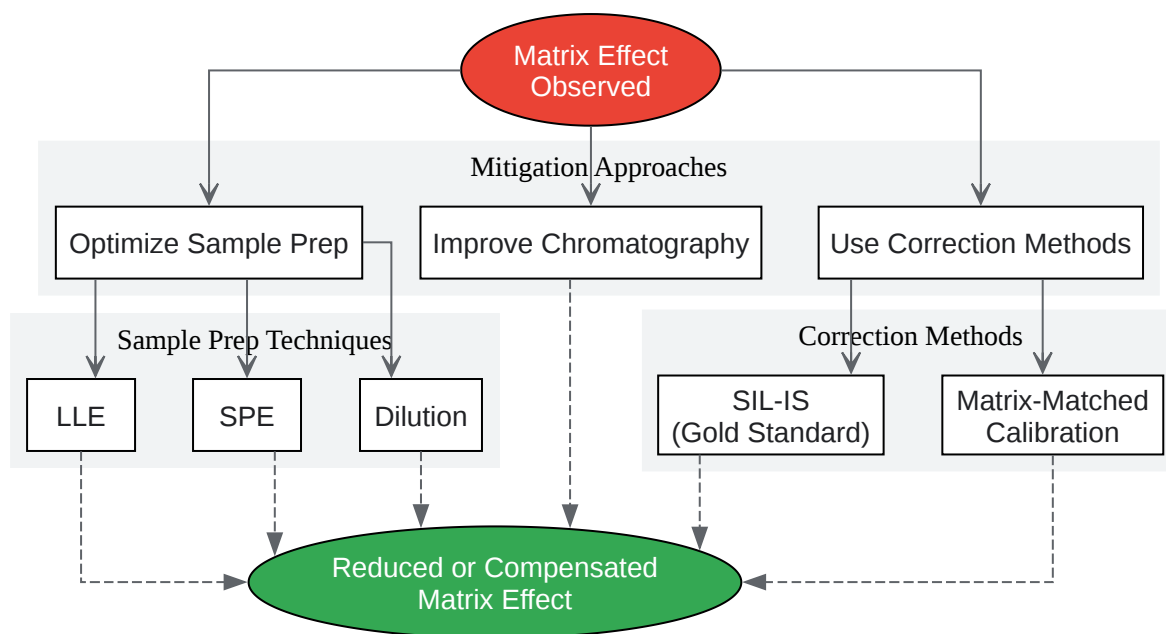 Matrix Effect
Observed
Mitigation Approaches
Optimize Sample Prep
Improve Chromatography
Use Correction Methods
Sample Prep Techniques
Correction Methods
LLE
SPE
Dilution
SIL-IS
(Gold Standard)
Matrix-Matched
Calibration
Reduced or Compensated
Matrix Effect